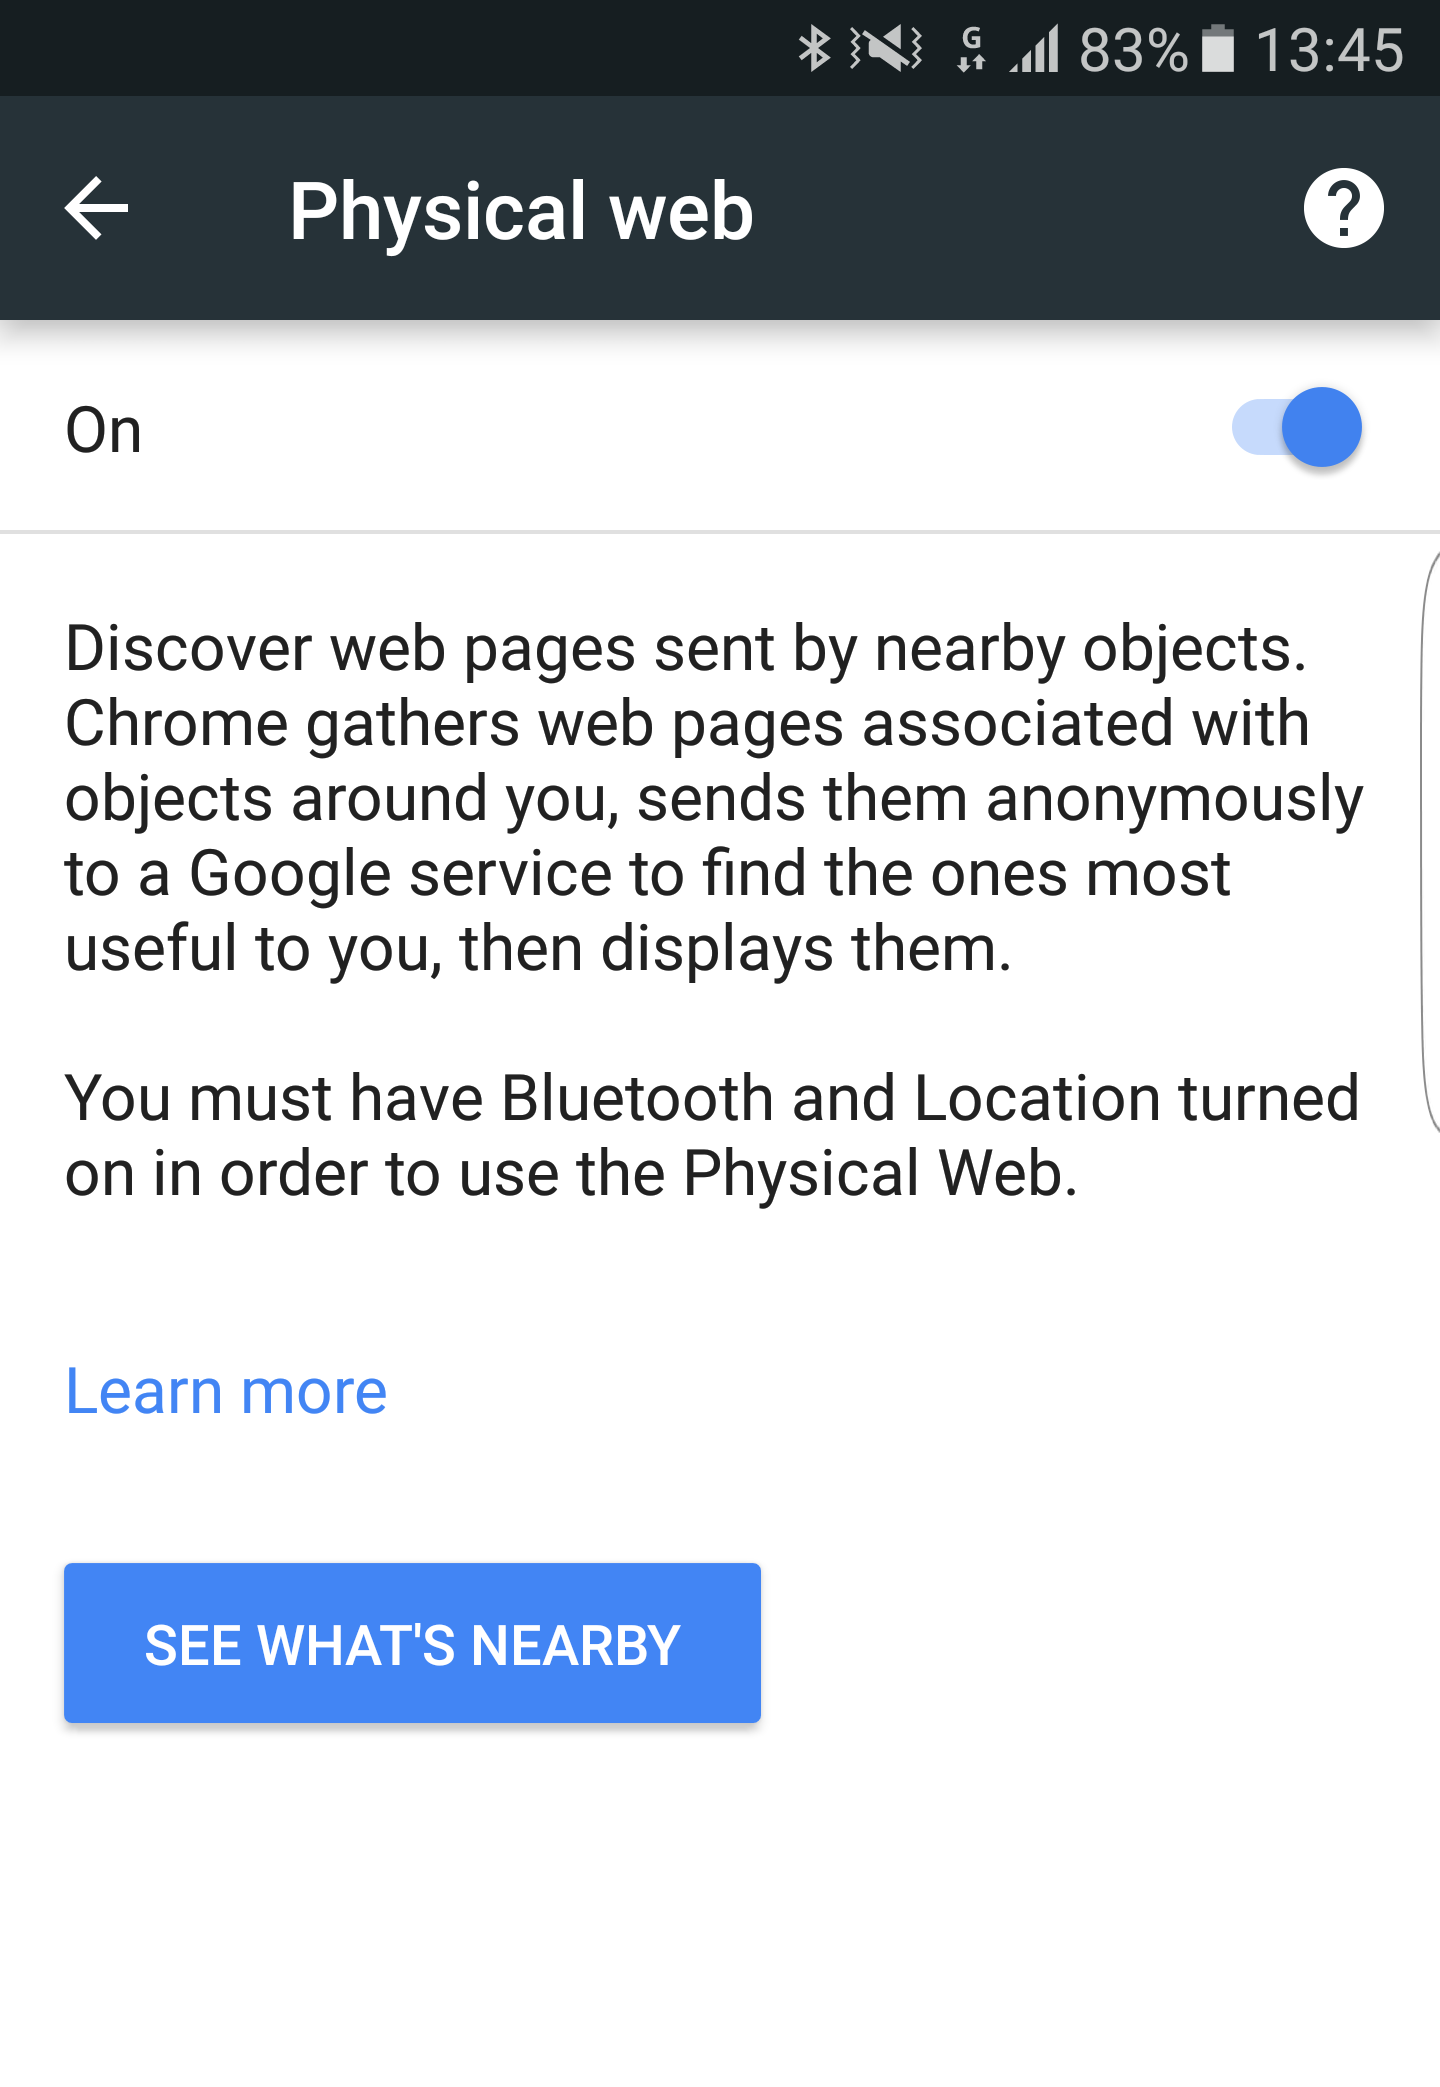 G 83% 13:45
Physical web
On
Discover web pages sent by nearby objects.
Chrome gathers web pages associated with
objects around you, sends them anonymously
to a Google service to find the ones most
useful to you, then displays them.
You must have Bluetooth and Location turned
on in order to use the Physical Web.
Learn more
SEE WHAT'S NEARBY